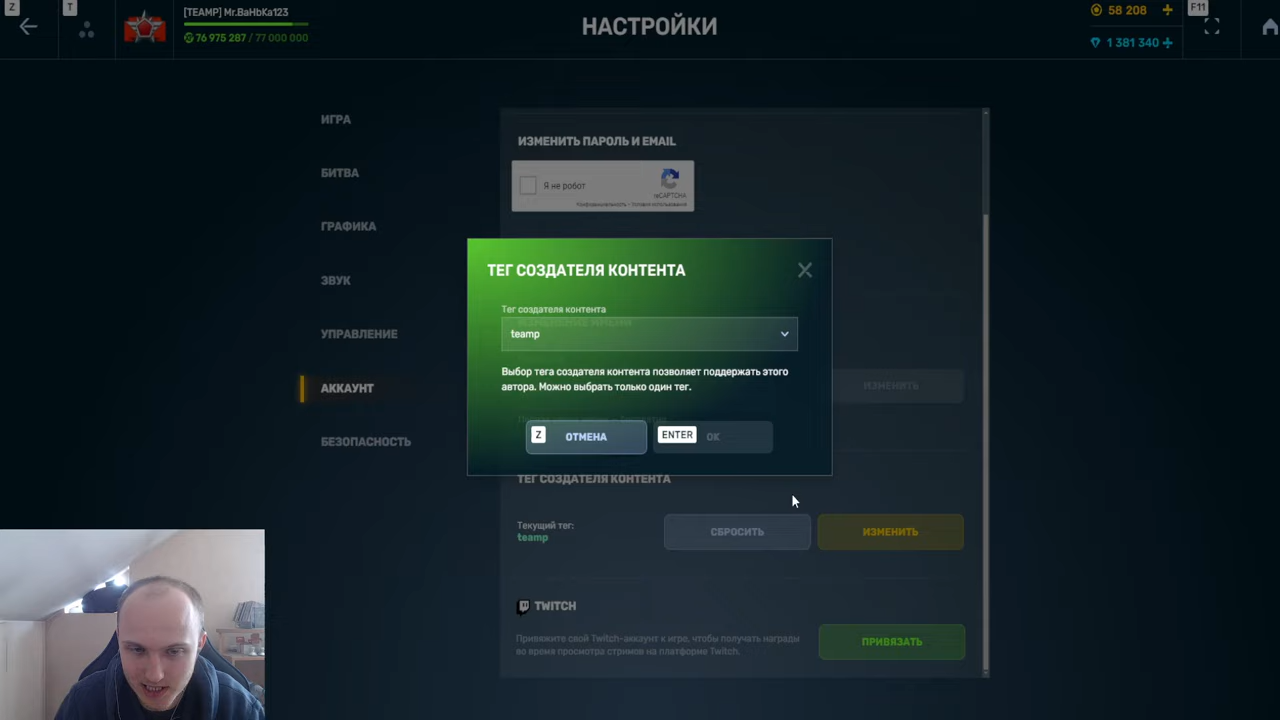 Z
T
[TEAMP] Mr.BaHbKa123
76 975 287 / 77 000 000
НАСТРОЙКИ
58 208
1 381 340
F11
ИГРА
БИТВА
ГРАФИКА
ЗВУК
УПРАВЛЕНИЕ
АККАУНТ
БЕЗОПАСНОСТЬ
ИЗМЕНИТЬ ПАРОЛЬ И EMAIL
Я не робот
reCAPTCHA
Конфиденциальность - Условия использования
ТЕГ СОЗДАТЕЛЯ КОНТЕНТА
Тег создателя контента
teamp
Выбор тега создателя контента позволяет поддержать этого
автора. Можно выбрать только один тег.
Z ОТМЕНА
ENTER OK
ИЗМЕНИТЬ
ТЕГ СОЗДАТЕЛЯ КОНТЕНТА
Текущий тег:
teamp
СБРОСИТЬ
ИЗМЕНИТЬ
TWITCH
Привяжите свой Twitch-аккаунт к игре, чтобы получать награды
во время просмотра стримов на платформе Twitch.
ПРИВЯЗАТЬ